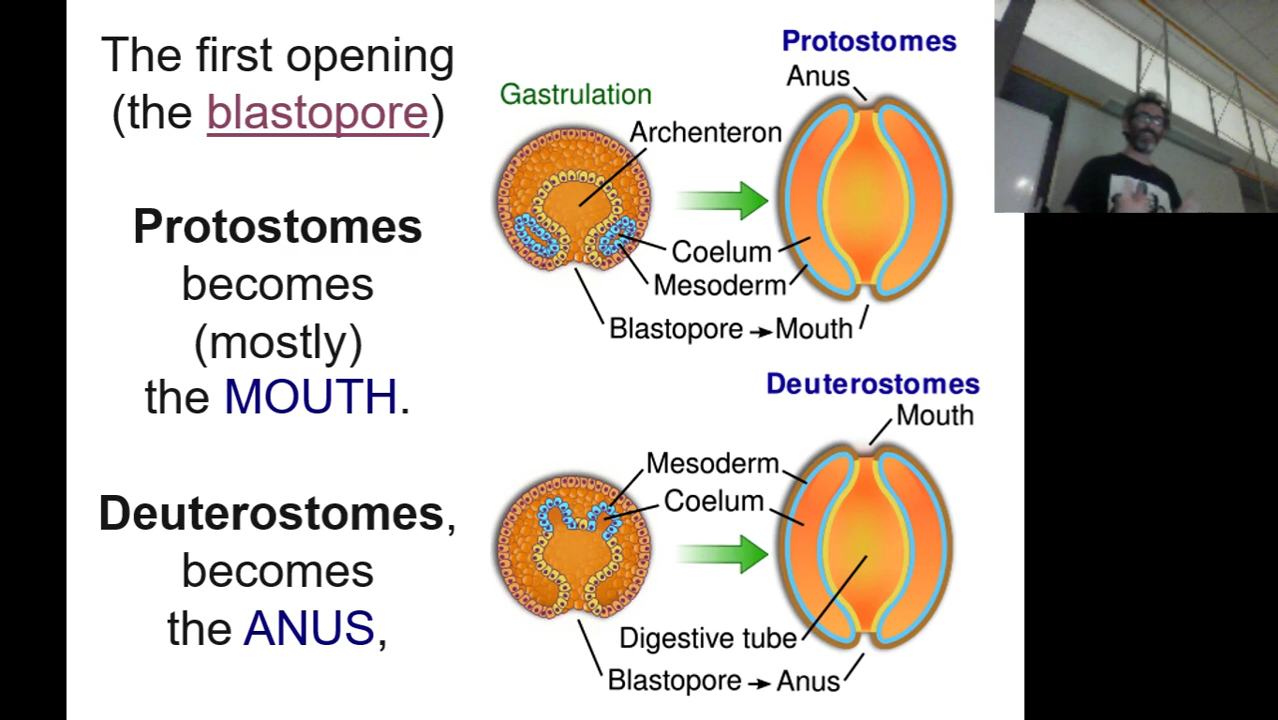 The first opening
(the blastopore)
Protostomes
becomes
(mostly)
the MOUTH.
Deuterostomes,
becomes
the ANUS,
Protostomes
Anus
Gastrulation
Archenteron
Coelum
Mesoderm
Blastopore → Mouth
Deuterostomes
Mouth
Mesoderm
Coelum
Digestive tube
Blastopore → Anus